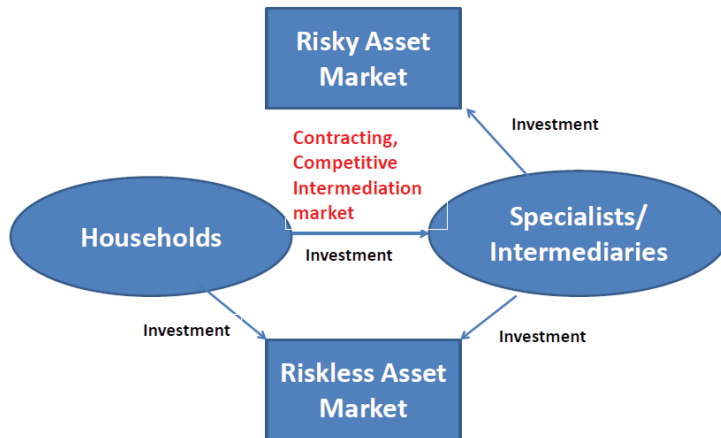 Risky Asset
Market
Investment
Contracting,
Competitive
Intermediation
market
Households
Investment
Specialists/
Intermediaries
Investment
Investment
Riskless Asset
Market